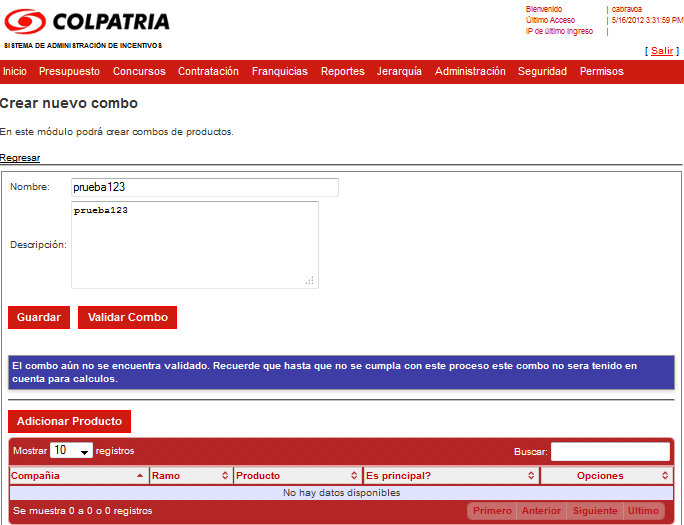 COLPATRIA
SISTEMA DE ADMINISTRACIÓN DE INCENTIVOS
Bienvenido | cabravoa
Último Acceso | 5/16/2012 3:31:59 PM
IP de último Ingreso |
[ Salir ]
Inicio Presupuesto Concursos Contratación Franquicias Reportes Jerarquía Administración Seguridad Permisos
Crear nuevo combo
En este módulo podrá crear combos de productos.
Regresar
Nombre: prueba123
prueba123
Descripción:
Guardar Validar Combo
El combo aún no se encuentra validado. Recuerde que hasta que no se cumpla con este proceso este combo no sera tenido en
cuenta para calculos.
Adicionar Producto
Mostrar 10 registros Buscar:
Compañia Ramo Producto Es principal? Opciones
No hay datos disponibles
Se muestra 0 a 0 o 0 registros Primero Anterior Siguiente Ultimo